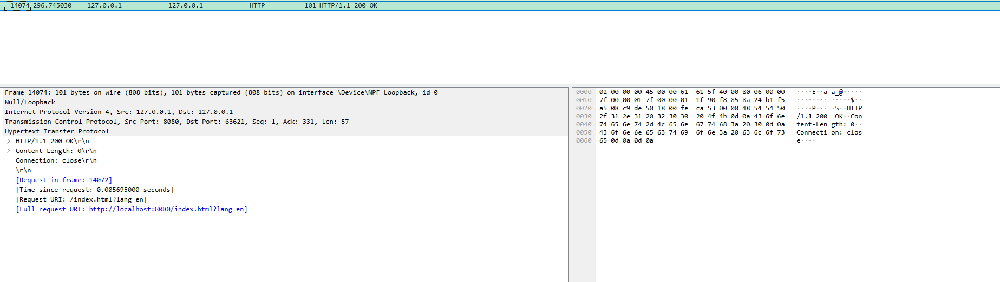 14074 296.745030 127.0.0.1 127.0.0.1 HTTP 101 HTTP/1.1 200 OK
Frame 14074: 101 bytes on wire (808 bits), 101 bytes captured (808 bits) on interface \Device\NPF_Loopback, id 0
Null/Loopback
Internet Protocol Version 4, Src: 127.0.0.1, Dst: 127.0.0.1
Transmission Control Protocol, Src Port: 8080, Dst Port: 63621, Seq: 1, Ack: 331, Len: 57
Hypertext Transfer Protocol
HTTP/1.1 200 OK\r\n
Content-Length: 0\r\n
Connection: close\r\n
\r\n
[Request in frame: 14072]
[Time since request: 0.005695000 seconds]
[Request URI: /index.html?lang=en]
[Full request URI: http://localhost:8080/index.html?lang=en]
0000 02 00 00 00 45 00 00 61 61 5f 40 00 80 06 00 00 ····E··a a_@·····
0010 7f 00 00 01 7f 00 00 01 1f 90 f8 85 8a 24 b1 f5 ········ ·····$··
0020 a5 08 c9 de 50 18 00 fe ca 53 00 00 48 54 54 50 ····P··· ·S··HTTP
0030 2f 31 2e 31 20 32 30 30 20 4f 4b 0d 0a 43 6f 6e /1.1 200 OK··Con
0040 74 65 6e 74 2d 4c 65 6e 67 74 68 3a 20 30 0d 0a tent-Len gth: 0··
0050 43 6f 6e 6e 65 63 74 69 6f 6e 3a 20 63 6c 6f 73 Connecti on: clos
0060 65 0d 0a 0d 0a e····